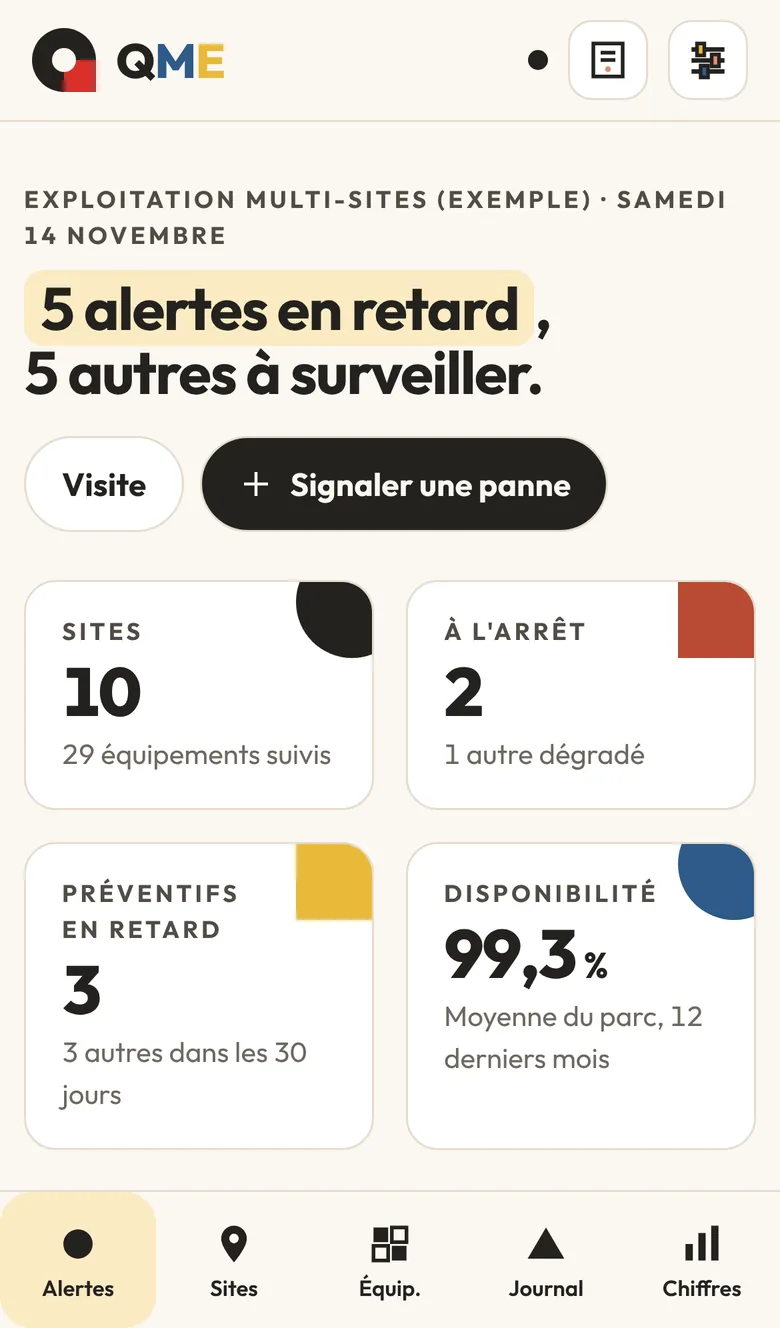 QME
EXPLOITATION MULTI-SITES (EXEMPLE) · SAMEDI
14 NOVEMBRE
5 alertes en retard,
5 autres à surveiller.
Visite
+ Signaler une panne
SITES
10
29 équipements suivis
À L'ARRÊT
2
1 autre dégradé
PRÉVENTIFS
EN RETARD
3
3 autres dans les 30
jours
DISPONIBILITÉ
99,3 %
Moyenne du parc, 12
derniers mois
Alertes
Sites
Équip.
Journal
Chiffres